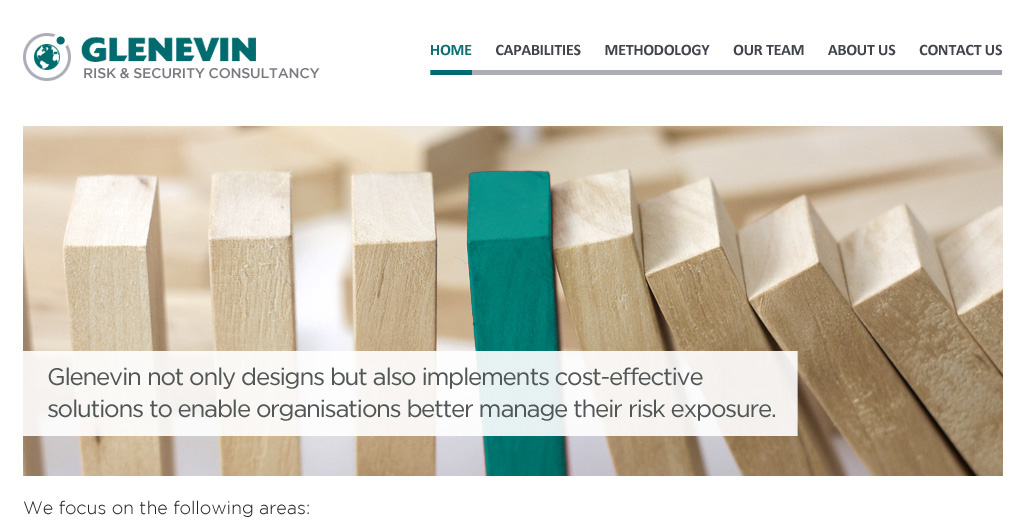 GLENEVIN
RISK & SECURITY CONSULTANCY
HOME CAPABILITIES METHODOLOGY OUR TEAM ABOUT US CONTACT US
Glenevin not only designs but also implements cost-effective
solutions to enable organisations better manage their risk exposure.
We focus on the following areas: